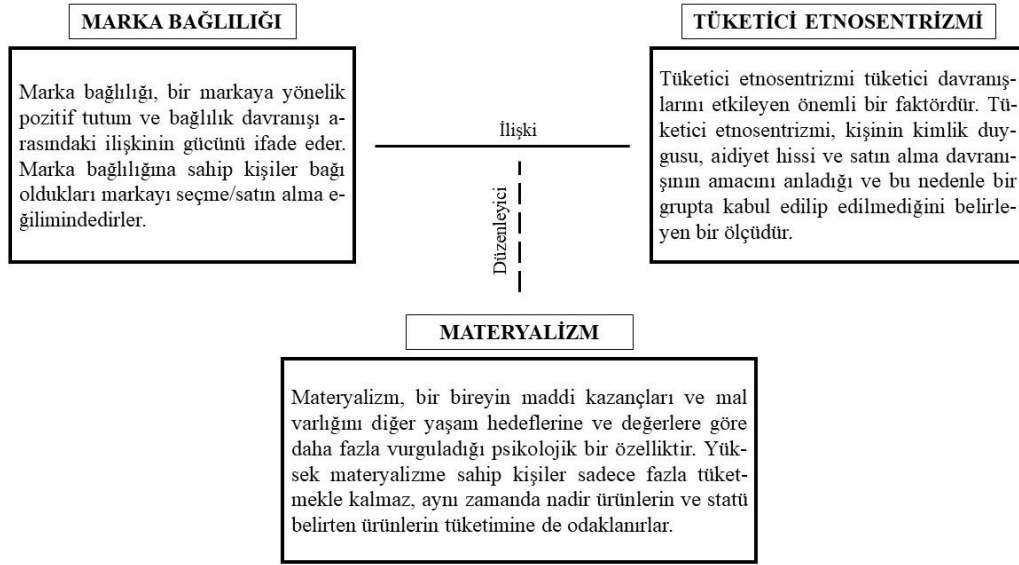 MARKA BAĞLILIĞI
Marka bağlılığı, bir markaya yönelik
pozitif tutum ve bağlılık davranışı a-
rasındaki ilişkinin gücünü ifade eder.
Marka bağlılığına sahip kişiler bağı
oldukları markayı seçme/satın alma e-
ğilimindedirler.
İlişki
Düzenleyici
TÜKETİCİ ETNOSENTRİZMİ
Tüketici etnosentrizmi tüketici davranış-
larını etkileyen önemli bir faktördür. Tü-
ketici etnosentrizmi, kişinin kimlik duy-
gusu, aidiyet hissi ve satın alma davranı-
şının amacını anladığı ve bu nedenle bir
grupta kabul edilip edilmediğini belirle-
yen bir ölçüdür.
MATERYALİZM
Materyalizm, bir bireyin maddi kazançları ve mal
varlığını diğer yaşam hedeflerine ve değerlere göre
daha fazla vurguladığı psikolojik bir özelliktir. Yük-
sek materyalizme sahip kişiler sadece fazla tüket-
mekle kalmaz, aynı zamanda nadir ürünlerin ve statü
belirten ürünlerin tüketimine de odaklanırlar.